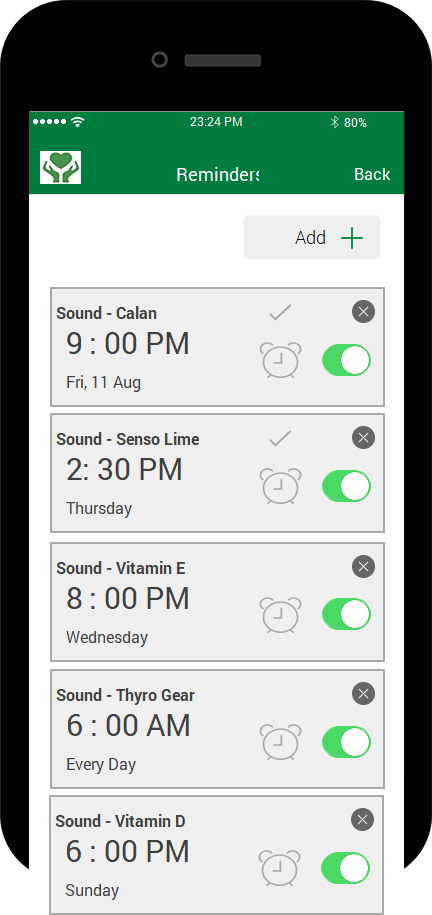 23:24 PM
80%
Reminders
Back
Add
Sound - Calan
9 : 00 PM
Fri, 11 Aug
Sound - Senso Lime
2: 30 PM
Thursday
Sound - Vitamin E
8 : 00 PM
Wednesday
Sound - Thyro Gear
6 : 00 AM
Every Day
Sound - Vitamin D
6 : 00 PM
Sunday